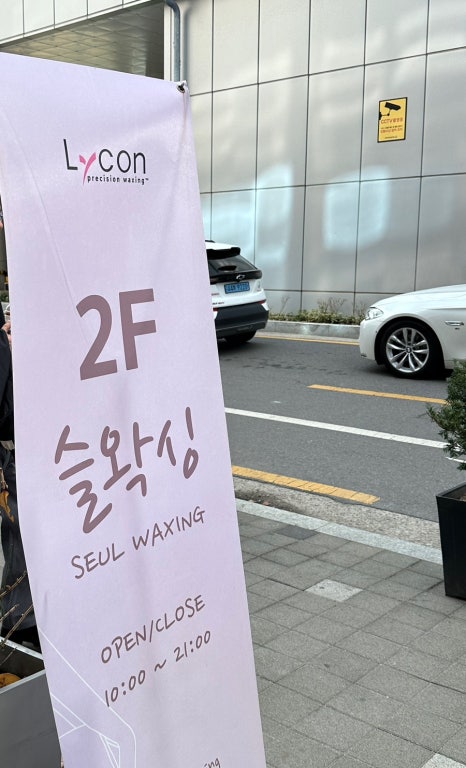 Lycon
precision waxing™
2F
슬왁싱
SEUL WAXING
OPEN/CLOSE
10:00 ~ 21:00